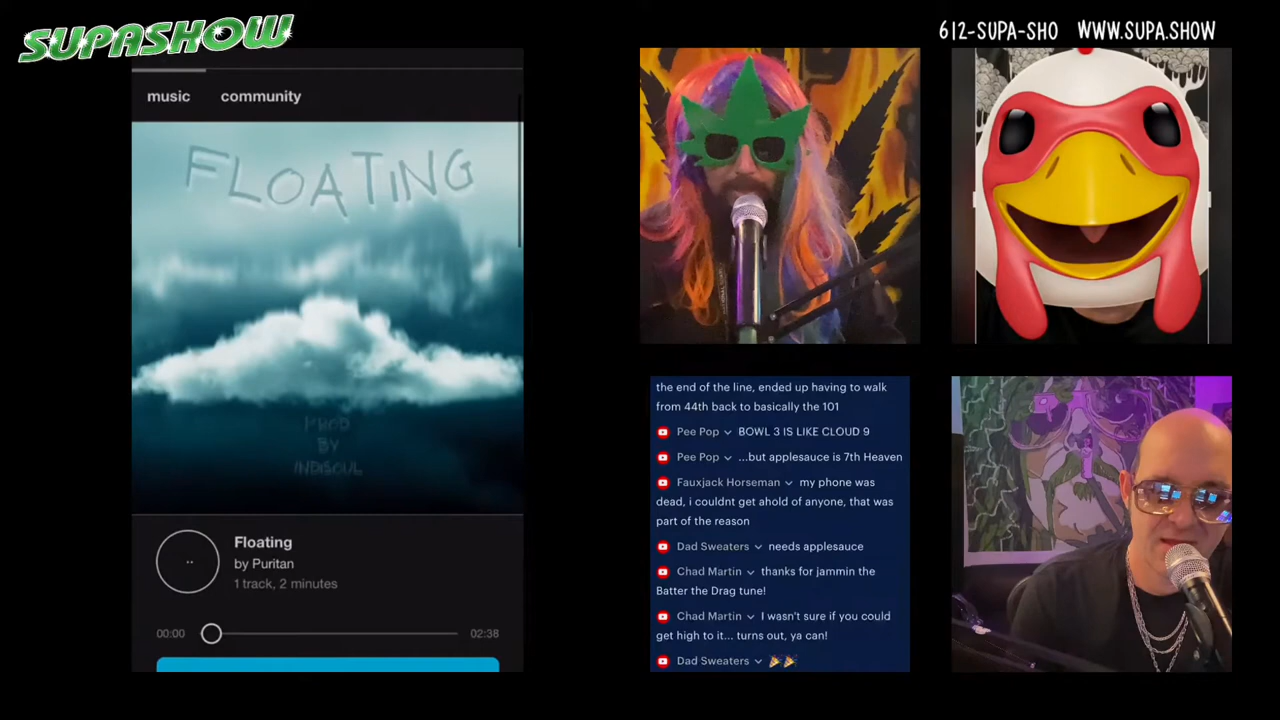 SUPASHOW
612-SUPA-SHO WWW.SUPA.SHOW
music community
FLOATING
PROD
BY
INDISOUL
Floating
by Puritan
1 track, 2 minutes
00:00 02:38
the end of the line, ended up having to walk
from 44th back to basically the 101
Pee Pop BOWL 3 IS LIKE CLOUD 9
Pee Pop ...but applesauce is 7th Heaven
Fauxjack Horseman my phone was
dead, i couldnt get ahold of anyone, that was
part of the reason
Dad Sweaters needs applesauce
Chad Martin thanks for jammin the
Batter the Drag tune!
Chad Martin I wasn't sure if you could
get high to it... turns out, ya can!
Dad Sweaters 🎉🎉